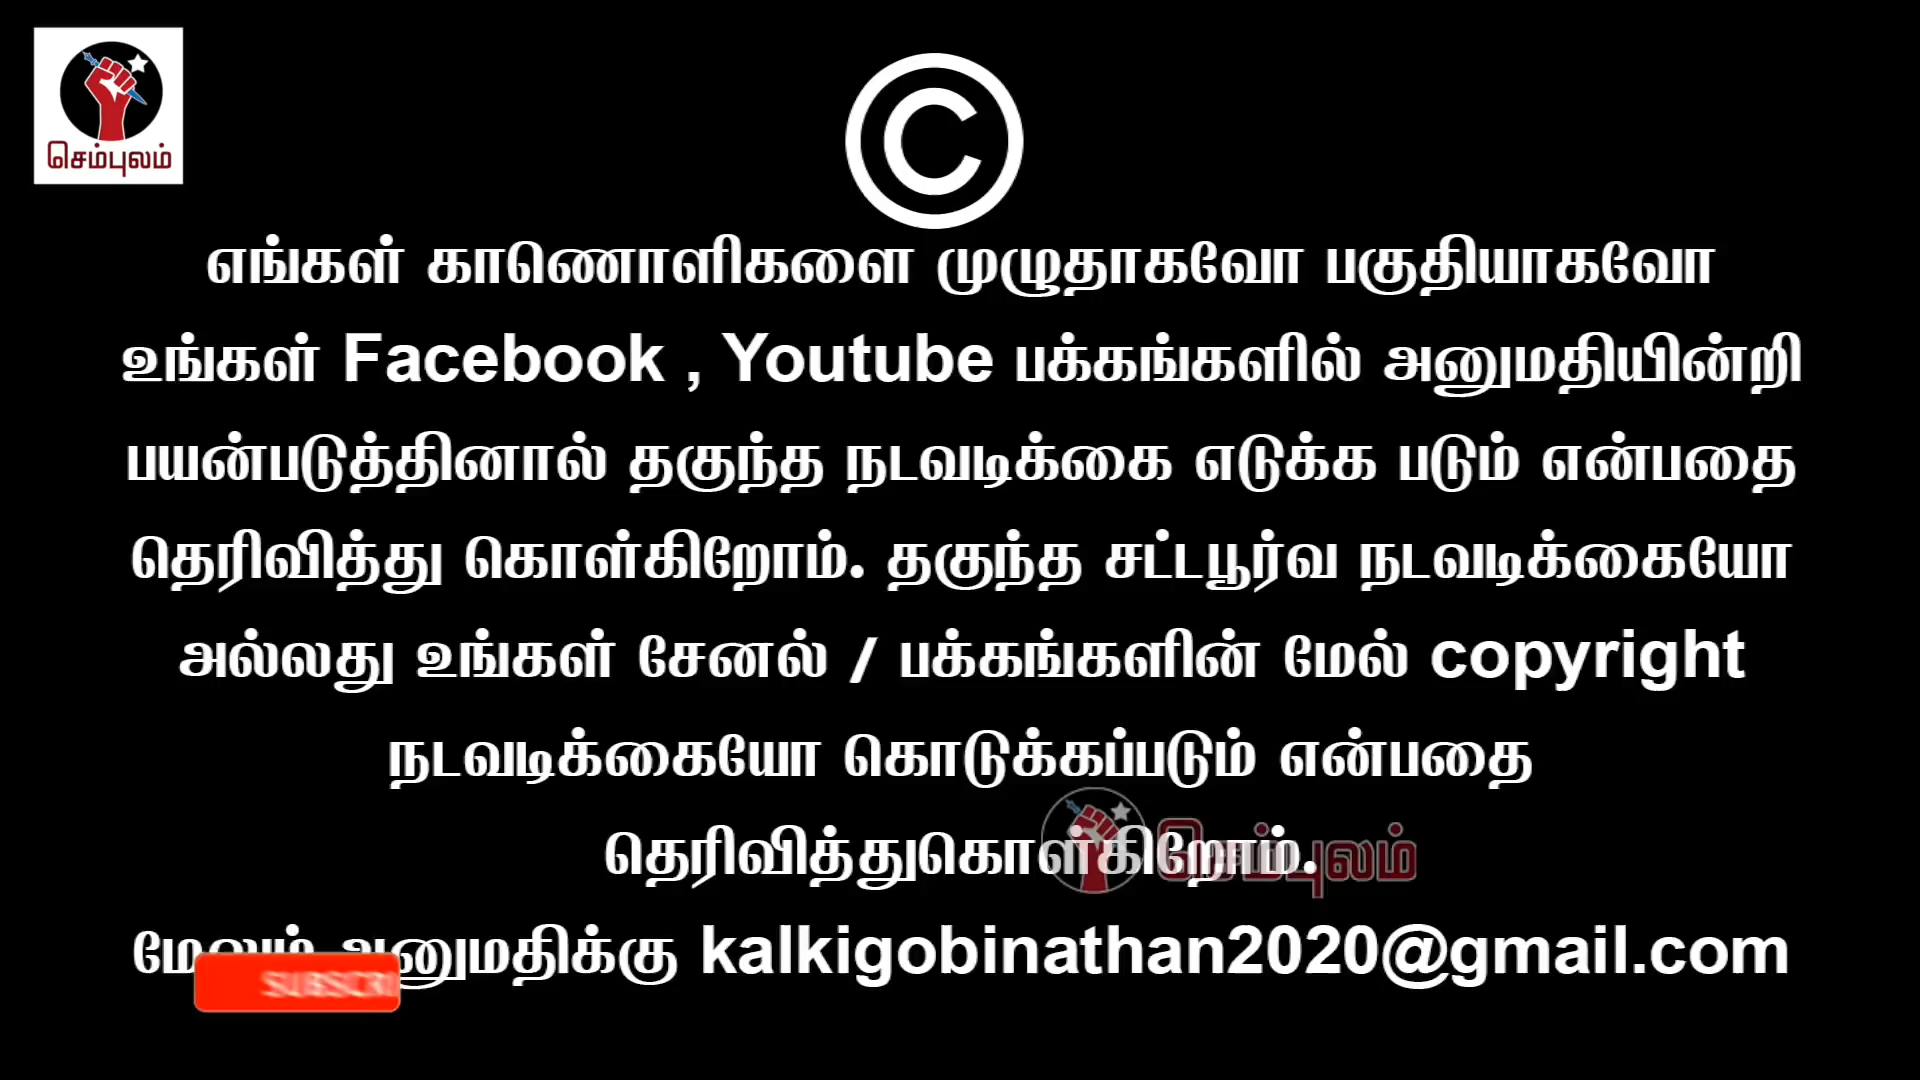 செம்புலம்
©
எங்கள் காணொளிகளை முழுதாகவோ பகுதியாகவோ
உங்கள் Facebook , Youtube பக்கங்களில் அனுமதியின்றி
பயன்படுத்தினால் தகுந்த நடவடிக்கை எடுக்க படும் என்பதை
தெரிவித்து கொள்கிறோம். தகுந்த சட்டபூர்வ நடவடிக்கையோ
அல்லது உங்கள் சேனல் / பக்கங்களின் மேல் copyright
நடவடிக்கையோ கொடுக்கப்படும் என்பதை
தெரிவித்துகொள்கிறோம்.
செம்புலம்
அனுமதிக்கு kalkigobinathan2020@gmail.com